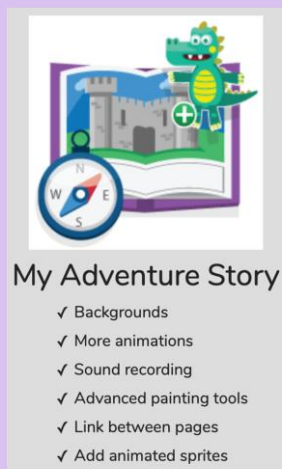 N
W E
S
My Adventure Story
✓ Backgrounds
✓ More animations
✓ Sound recording
✓ Advanced painting tools
✓ Link between pages
✓ Add animated sprites